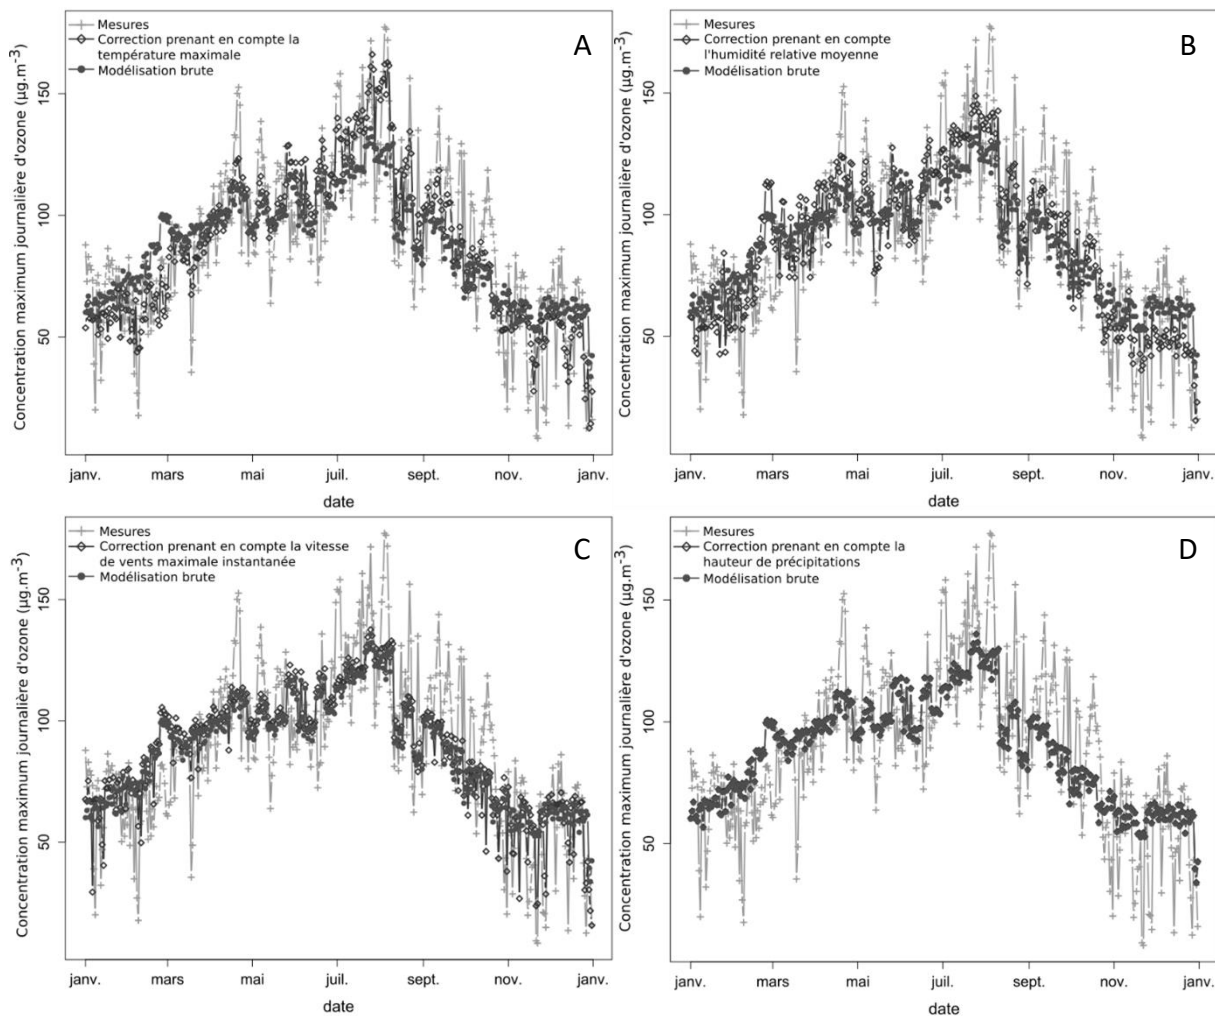 Concentration maximum journalière d'ozone (µg.m⁻³)
Mesures
Correction prenant en compte la
température maximale
Modélisation brute
A
150
100
50
janv.
mars
mai
juil.
sept.
nov.
janv.
date
Concentration maximum journalière d'ozone (µg.m⁻³)
Mesures
Correction prenant en compte
l'humidité relative moyenne
Modélisation brute
B
150
100
50
janv.
mars
mai
juil.
sept.
nov.
janv.
date
Concentration maximum journalière d'ozone (µg.m⁻³)
Mesures
Correction prenant en compte la vitesse
de vents maximale instantanée
Modélisation brute
C
150
100
50
janv.
mars
mai
juil.
sept.
nov.
janv.
date
Concentration maximum journalière d'ozone (µg.m⁻³)
Mesures
Correction prenant en compte la
hauteur de précipitations
Modélisation brute
D
150
100
50
janv.
mars
mai
juil.
sept.
nov.
janv.
date